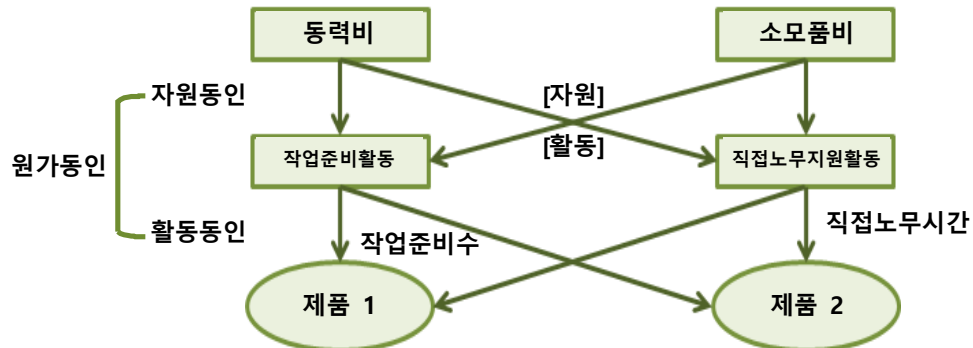 동력비
소모품비
자원동인
[자원]
원가동인
[활동]
작업준비활동
직접노무지원활동
활동동인
작업준비수
직접노무시간
제품 1
제품 2